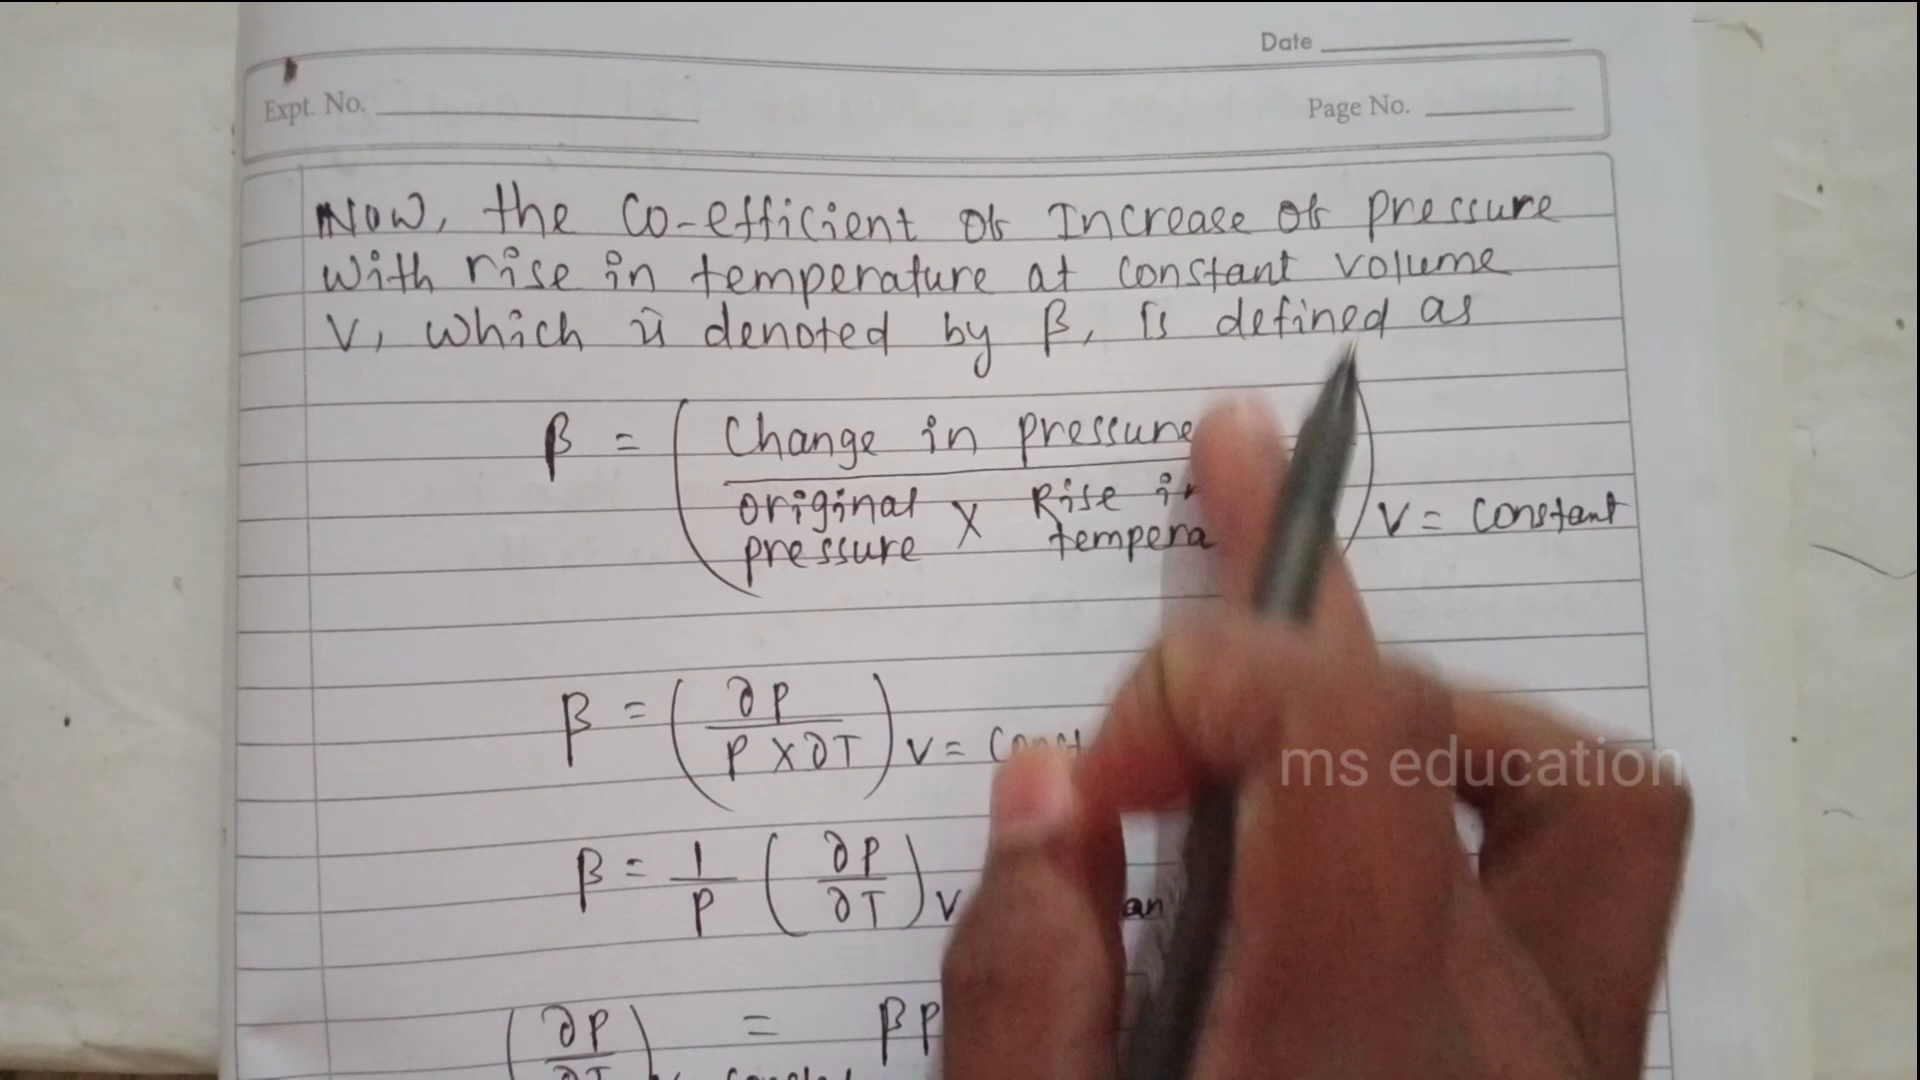 Date
Expt. No.
Page No.
Now, the co-efficient of Increase of pressure
with rise in temperature at constant volume
V, which is denoted by β, Is defined as
β = ( Change in pressure
original pressure × Rise in tempera ) V = constant
β = ( ∂P / P × ∂T ) V = Const
ms education
β = 1/P ( ∂P / ∂T ) V an
( ∂P / ∂T ) = βP